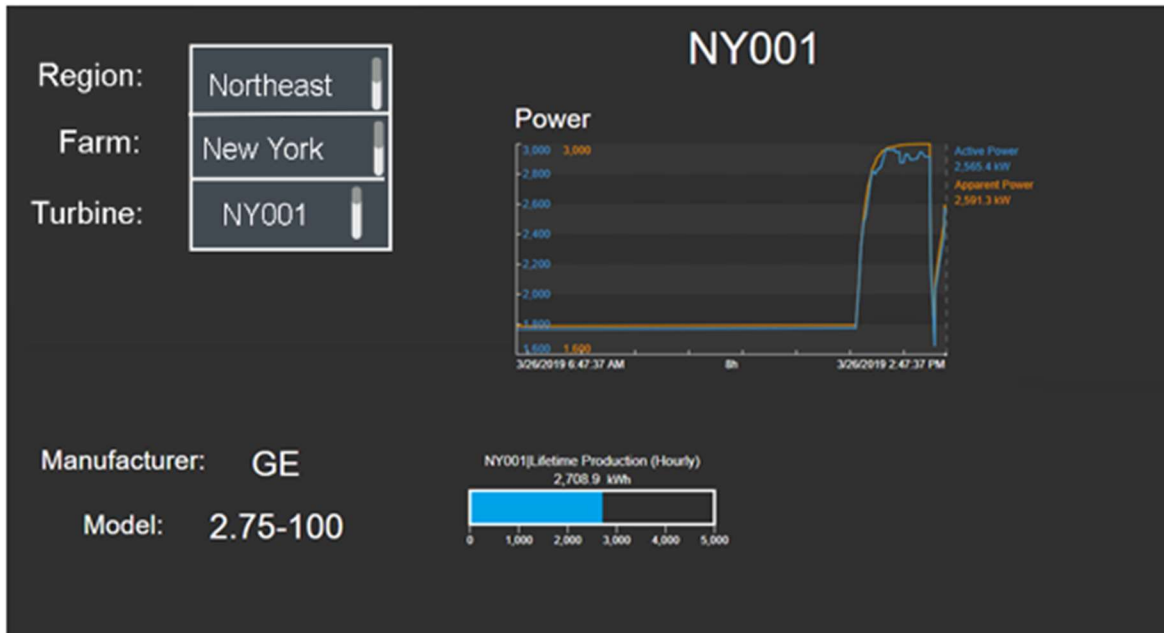 NY001
Region: Northeast
Farm: New York
Turbine: NY001
Power
3,000 3,000
2,800
2,600
2,400
2,200
2,000
1,800
1,600 1,600
Active Power
2,565.4 kW
Apparent Power
2,591.3 kW
3/26/2019 6:47:37 AM 8h 3/26/2019 2:47:37 PM
Manufacturer: GE
Model: 2.75-100
NY001|Lifetime Production (Hourly)
2,708.9 kWh
0 1,000 2,000 3,000 4,000 5,000